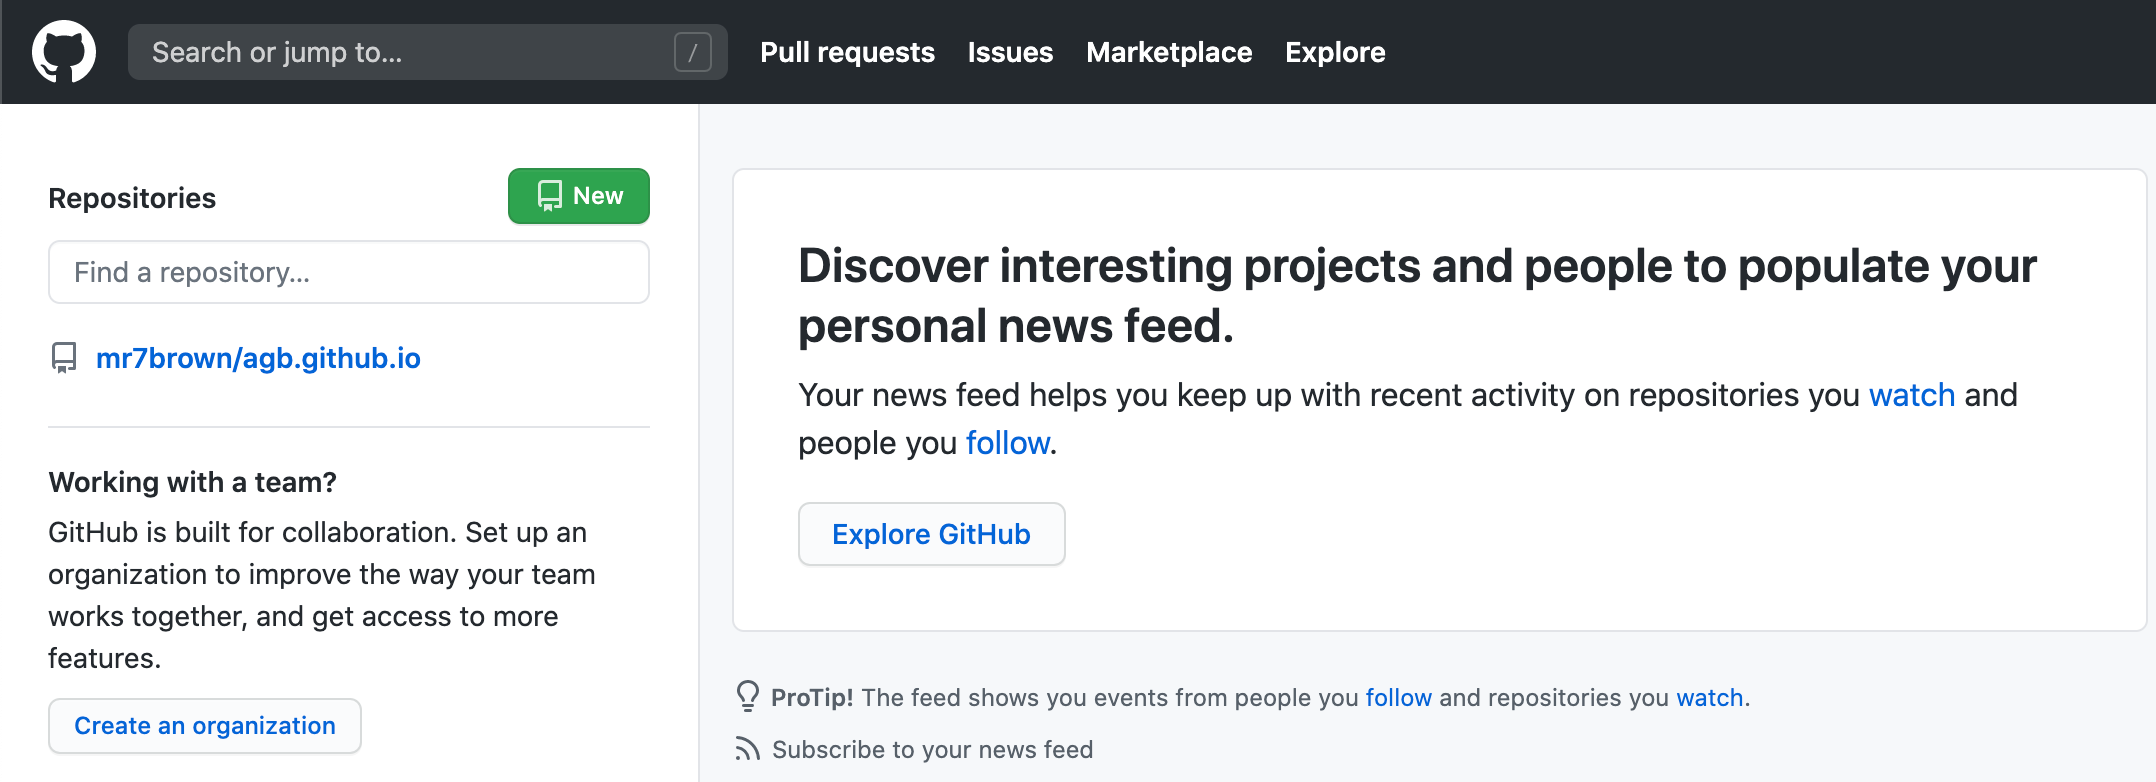 Search or jump to...
/
Pull requests
Issues
Marketplace
Explore
Repositories
New
Find a repository...
mr7brown/agb.github.io
Working with a team?
GitHub is built for collaboration. Set up an
organization to improve the way your team
works together, and get access to more
features.
Create an organization
Discover interesting projects and people to populate your
personal news feed.
Your news feed helps you keep up with recent activity on repositories you watch and
people you follow.
Explore GitHub
ProTip! The feed shows you events from people you follow and repositories you watch.
Subscribe to your news feed